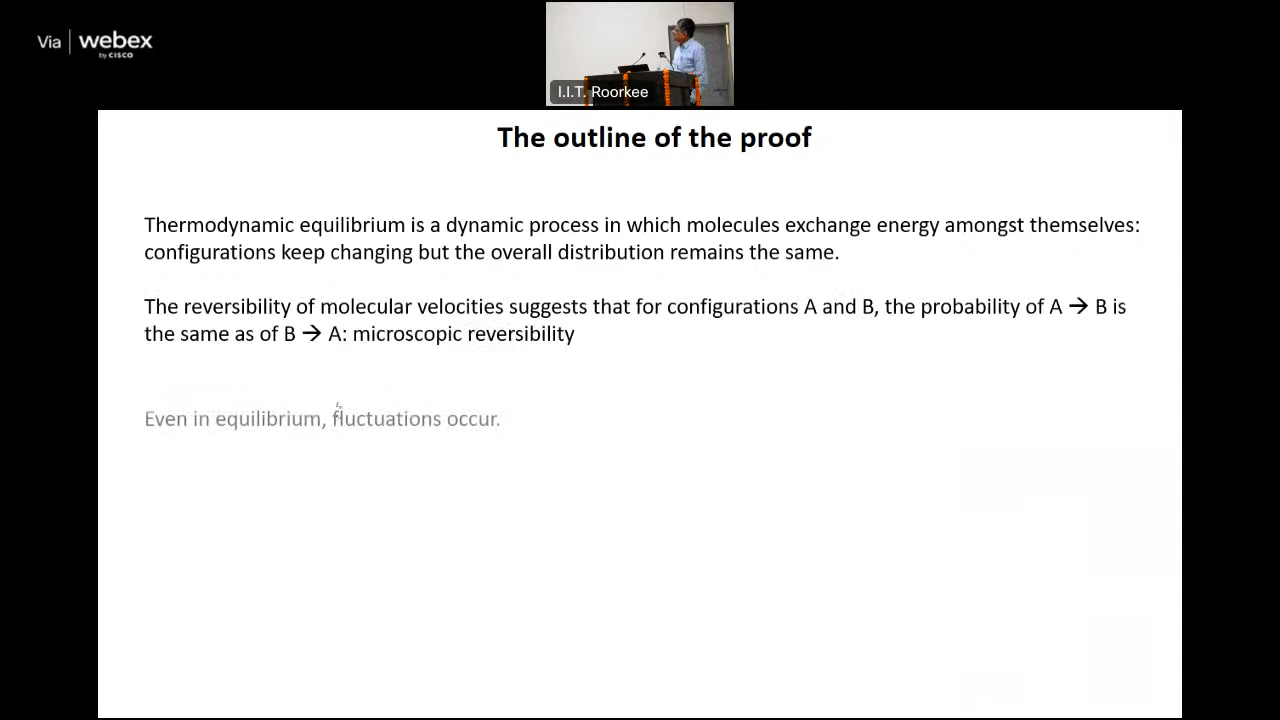 Via | webex
by CISCO
I.I.T. Roorkee
The outline of the proof
Thermodynamic equilibrium is a dynamic process in which molecules exchange energy amongst themselves:
configurations keep changing but the overall distribution remains the same.
The reversibility of molecular velocities suggests that for configurations A and B, the probability of A → B is
the same as of B → A: microscopic reversibility
Even in equilibrium, fluctuations occur.